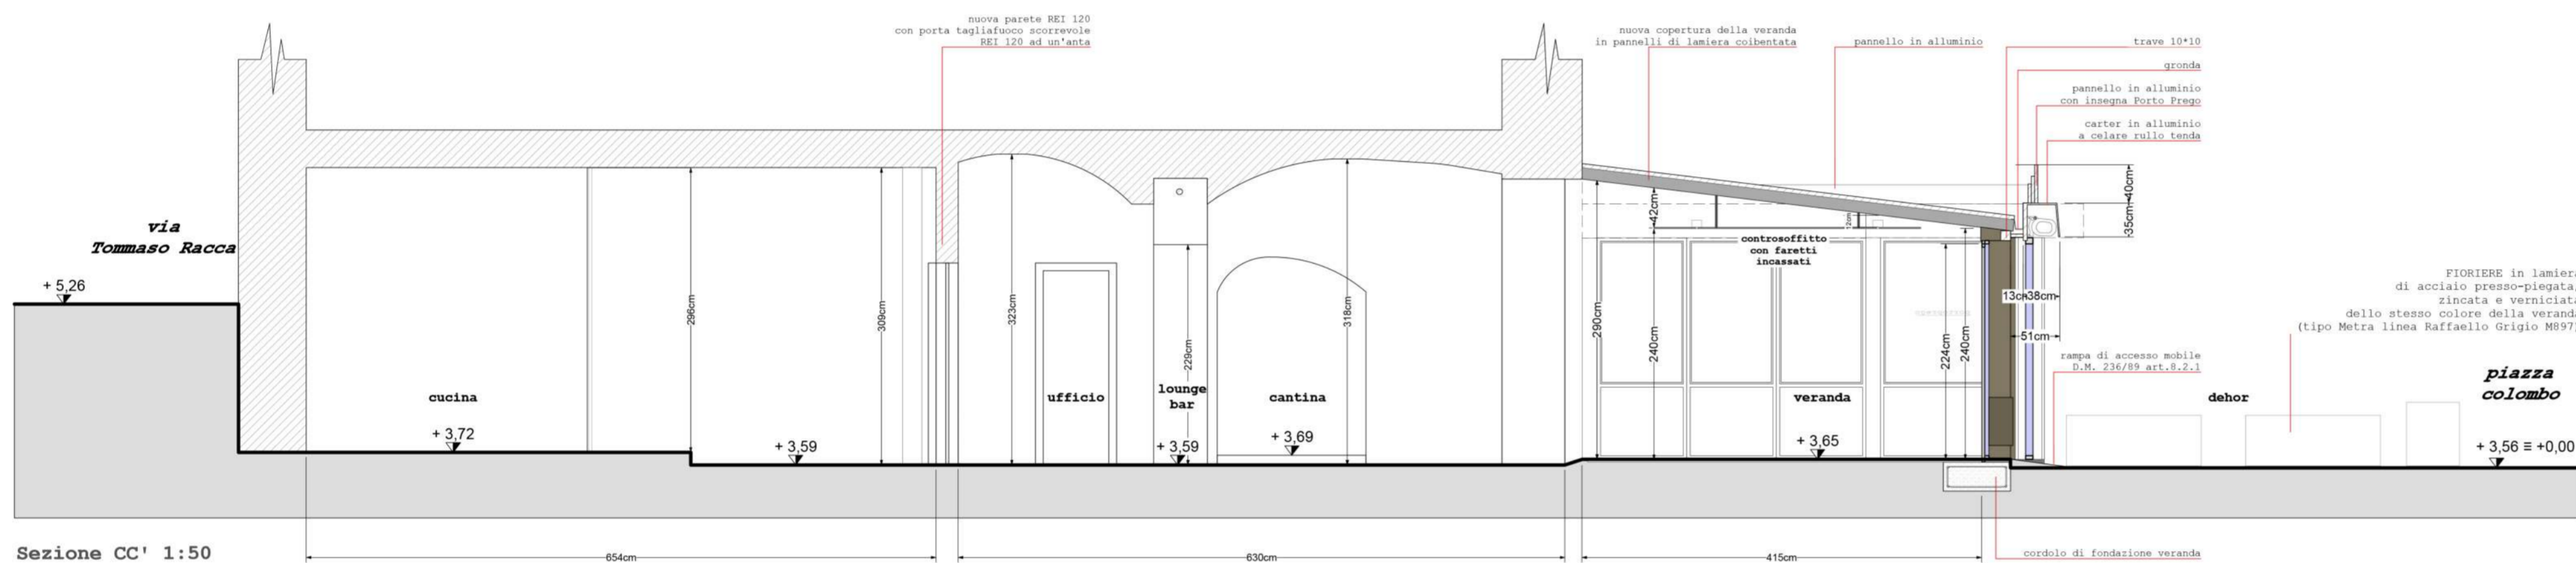 nuova parete REI 120
con porta tagliafuoco scorrevole
REI 120 ad un'anta
nuova copertura della veranda
in pannelli di lamiera coibentata
pannello in alluminio
trave 10*10
gronda
pannello in alluminio
con insegna Porto Prego
carter in alluminio
a celare rullo tenda
via
Tommaso Racca
+ 5,26
296cm
309cm
323cm
229cm
318cm
290cm
42cm
240cm
controsoffitto
con faretti
incassati
224cm
240cm
40cm
35cm
13cm
38cm
51cm
FIORIERE in lamiera
di acciaio presso-piegata,
zincata e verniciata
dello stesso colore della veranda
(tipo Metra linea Raffaello Grigio M897)
rampa di accesso mobile
D.M. 236/89 art.8.2.1
piazza
colombo
cucina
ufficio
lounge
bar
cantina
veranda
dehor
+ 3,72
+ 3,59
+ 3,59
+ 3,69
+ 3,65
+ 3,56 ≡ +0,00
Sezione CC' 1:50
654cm
630cm
415cm
cordolo di fondazione veranda